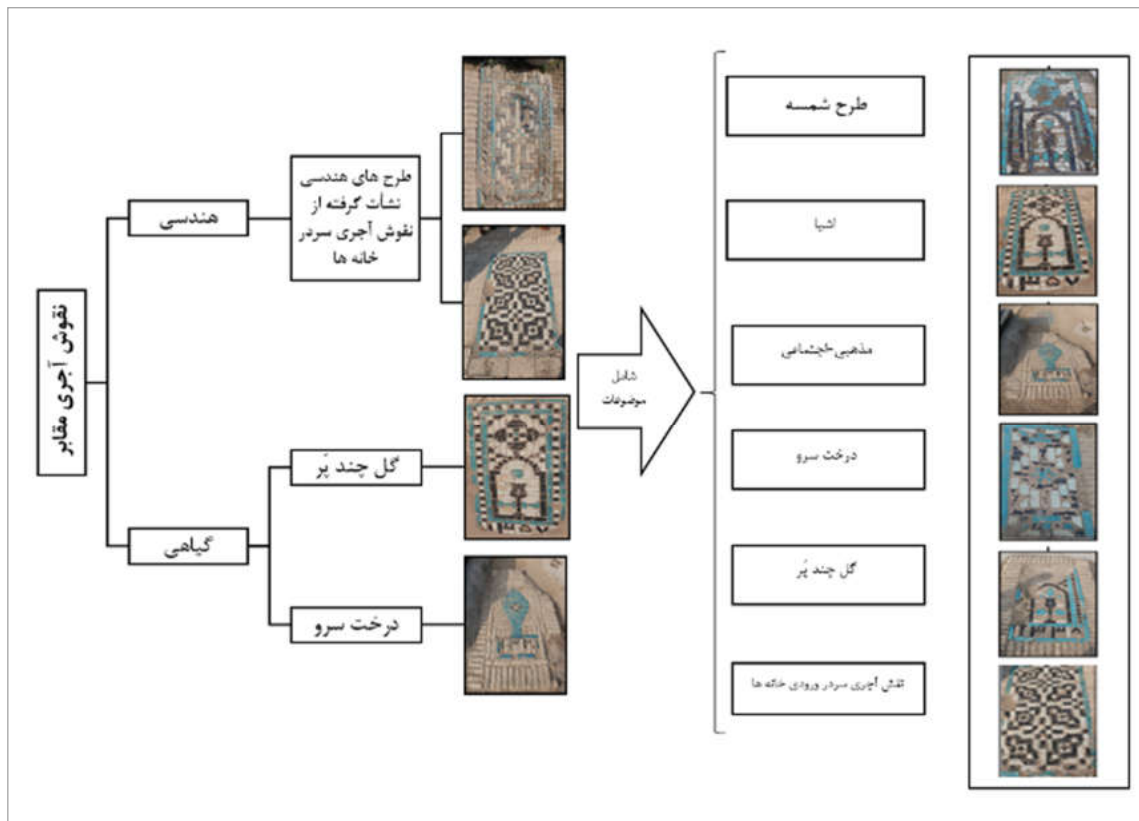 نقوش آجری مقابر
هندسی
طرح های هندسی
نشأت گرفته از
نقوش آجری سردر
خانه ها
گیاهی
گل چند پَر
درخت سرو
شامل
موضوعات
طرح شمسه
اشیا
مذهبی-اجتماعی
درخت سرو
گل چند پَر
نقش آجری سردر ورودی خانه ها